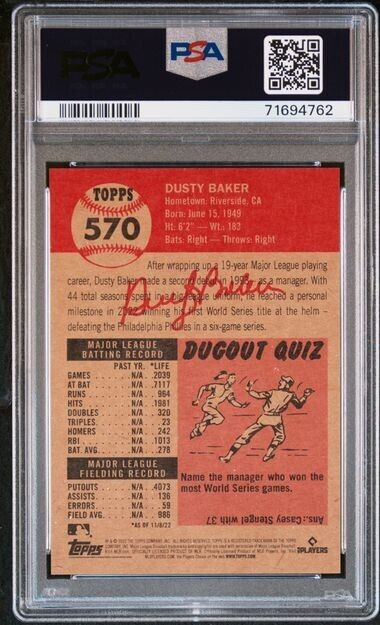 PSA
PSA
71694762
TOPPS
570
DUSTY BAKER
Hometown: Riverside, CA
Born: June 15, 1949
Ht: 6'2" - Wt: 183
Bats: Right - Throws: Right
After wrapping up a 19-year Major League playing
career, Dusty Baker made a second debut in as a manager. With
44 total seasons spent in big league uniform, he reached a personal
milestone in his first World Series title at the helm -
defeating the Philadelphia Phillies in a six-game series.
Dusty Baker
MAJOR LEAGUE
BATTING RECORD
PAST YR. *LIFE
GAMES N/A 2039
AT BAT N/A 7117
RUNS N/A 964
HITS N/A 1981
DOUBLES N/A 320
TRIPLES N/A 23
HOMERS N/A 242
RBI N/A 1013
BAT. AVG. N/A .278
MAJOR LEAGUE
FIELDING RECORD
PUTOUTS N/A 4073
ASSISTS N/A 136
ERRORS N/A 59
FIELD AVG. N/A 986
*AS OF 11/8/22
DUGOUT QUIZ
Name the manager who won the
most World Series games.
Ans.: Casey Stengel with 37
Topps
PLAYERS